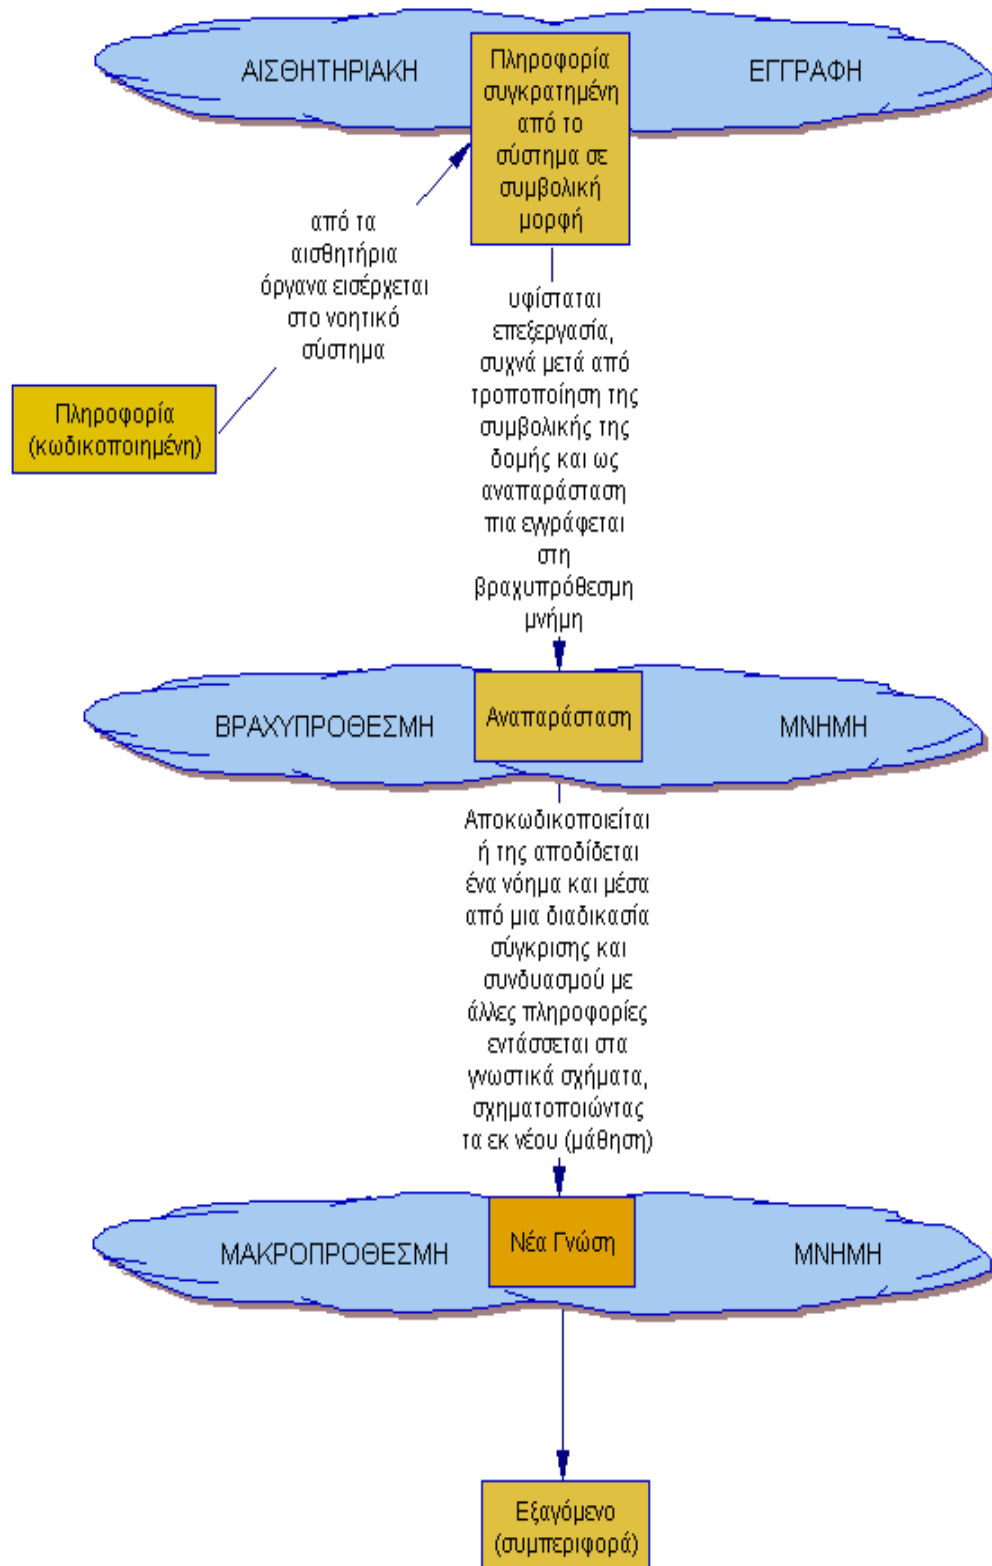 ΑΙΣΘΗΤΗΡΙΑΚΗ
ΕΓΓΡΑΦΗ
Πληροφορία
συγκρατημένη
από το
σύστημα σε
συμβολική
μορφή
από τα
αισθητήρια
όργανα εισέρχεται
στο νοητικό
σύστημα
Πληροφορία
(κωδικοποιημένη)
υφίσταται
επεξεργασία,
συχνά μετά από
τροποποίηση της
συμβολικής της
δομής και ως
αναπαράσταση
πια εγγράφεται
στη
βραχυπρόθεσμη
μνήμη
ΒΡΑΧΥΠΡΟΘΕΣΜΗ
Αναπαράσταση
ΜΝΗΜΗ
Αποκωδικοποιείται
ή της αποδίδεται
ένα νόημα και μέσα
από μια διαδικασία
σύγκρισης και
συνδυασμού με
άλλες πληροφορίες
εντάσσεται στα
γνωστικά σχήματα,
σχηματοποιώντας
τα εκ νέου (μάθηση)
ΜΑΚΡΟΠΡΟΘΕΣΜΗ
Νέα Γνώση
ΜΝΗΜΗ
Εξαγόμενο
(συμπεριφορά)